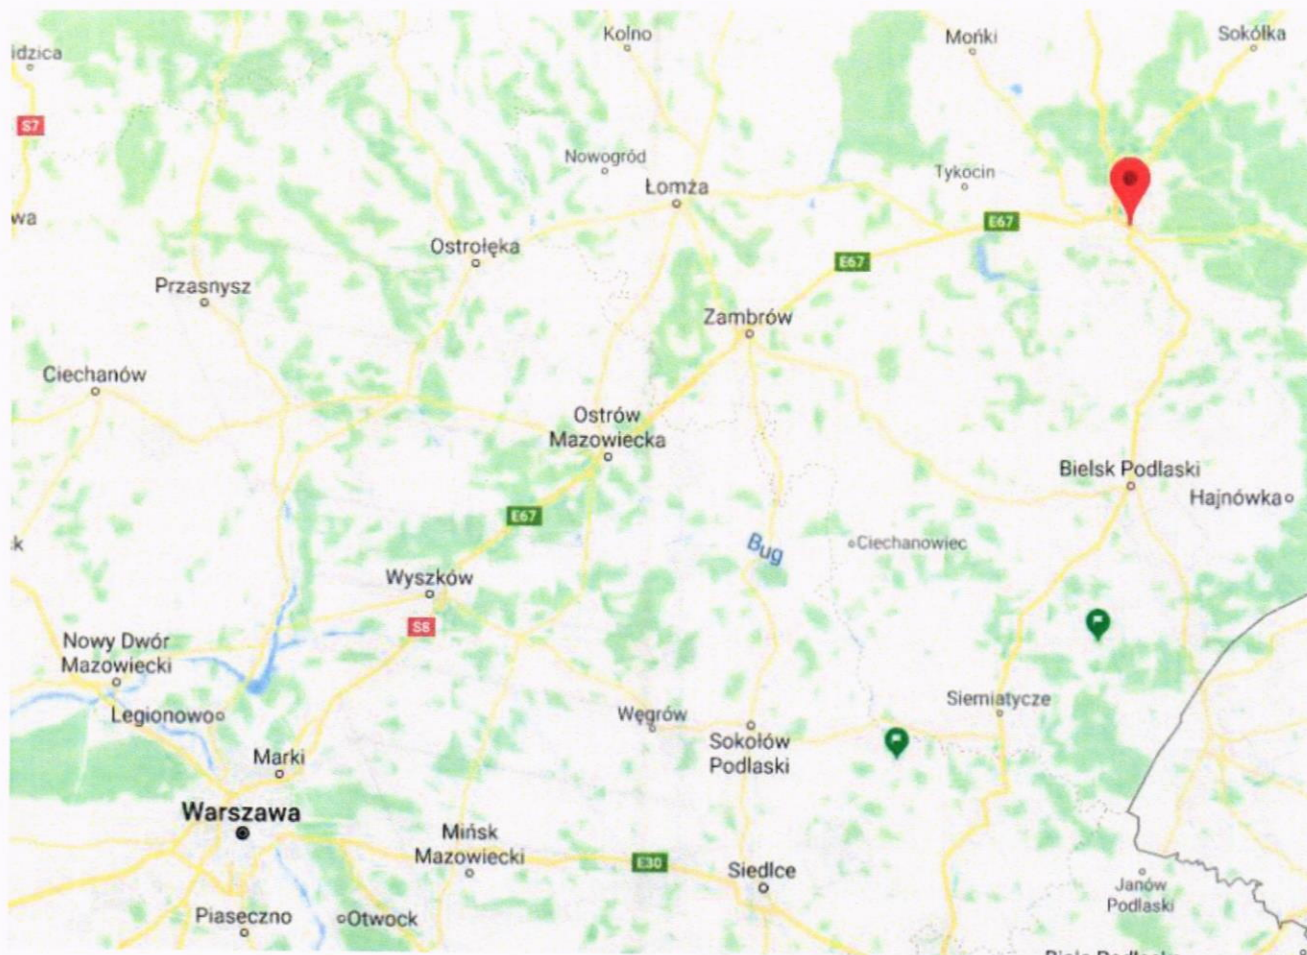 Kolno
Mońki
Sokółka
idzica
S7
Nowogród
Tykocin
Łomża
wa
E67
Ostrołęka
E67
Przasnysz
Zambrów
Ciechanów
Ostrów
Mazowiecka
Bielsk Podlaski
Hajnówka
E67
k
Bug
Ciechanowiec
Wyszków
S8
Nowy Dwór
Mazowiecki
Siemiatycze
Legionowo
Węgrów
Sokołów
Podlaski
Marki
Warszawa
Mińsk
Mazowiecki
E30
Siedlce
Janów
Podlaski
Piaseczno
Otwock